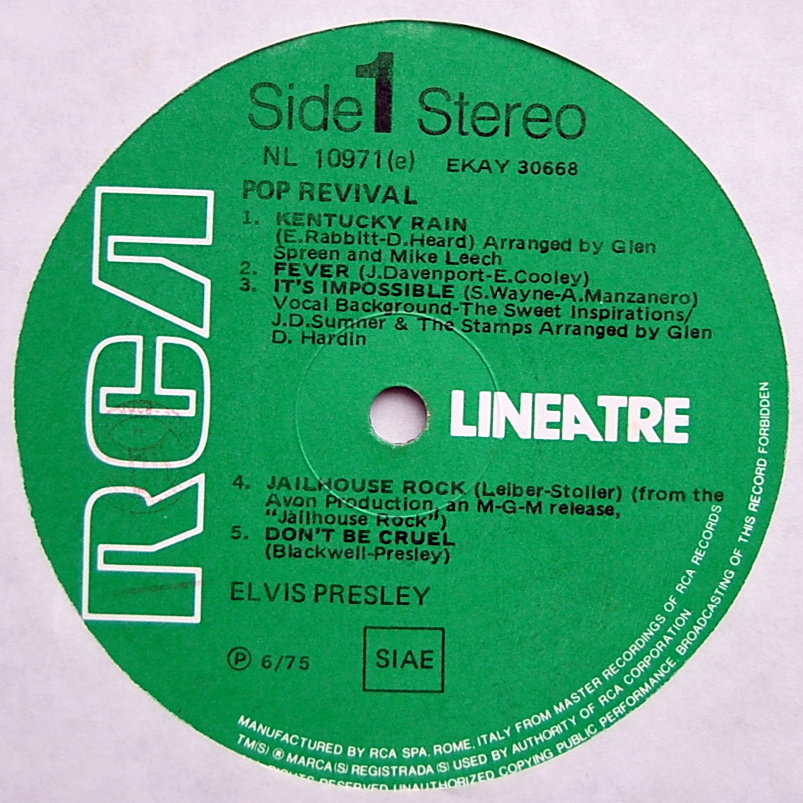 Side 1 Stereo
NL 10971(e) EKAY 30668
POP REVIVAL
1. KENTUCKY RAIN
(E.Rabbitt-D.Heard) Arranged by Glen
Spreen and Mike Leech
2. FEVER (J.Davenport-E.Cooley)
3. IT'S IMPOSSIBLE (S.Wayne-A.Manzanero)
Vocal Background-The Sweet Inspirations/
J.D.Sumner & The Stamps Arranged by Glen
D. Hardin
RCA
LINEATRE
4. JAILHOUSE ROCK (Leiber-Stoller) (from the
Avon Production, an M-G-M release,
"Jailhouse Rock")
5. DON'T BE CRUEL
(Blackwell-Presley)
ELVIS PRESLEY
℗ 6/75 SIAE
MANUFACTURED BY RCA SPA. ROME, ITALY FROM MASTER RECORDINGS OF RCA RECORDS
TM(S) ® MARCA(S) REGISTRADA(S) USED BY AUTHORITY OF RCA CORPORATION
RIGHTS RESERVED UNAUTHORIZED COPYING PUBLIC PERFORMANCE. BROADCASTING OF THIS RECORD FORBIDDEN